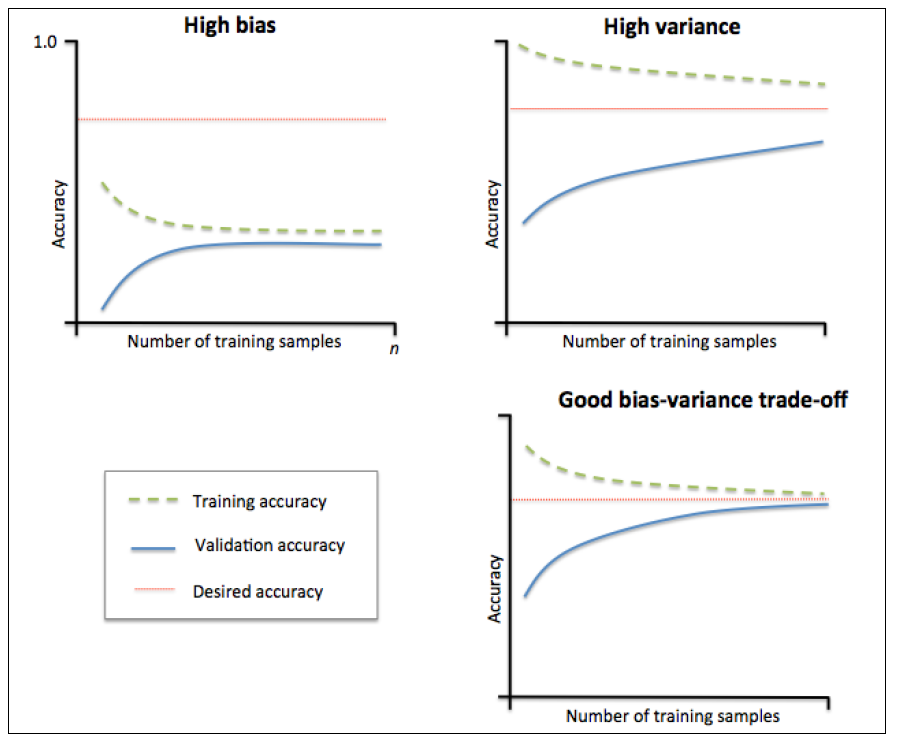 High bias
1.0
Accuracy
Number of training samples
n
High variance
Accuracy
Number of training samples
Good bias-variance trade-off
Accuracy
Number of training samples
Training accuracy
Validation accuracy
Desired accuracy